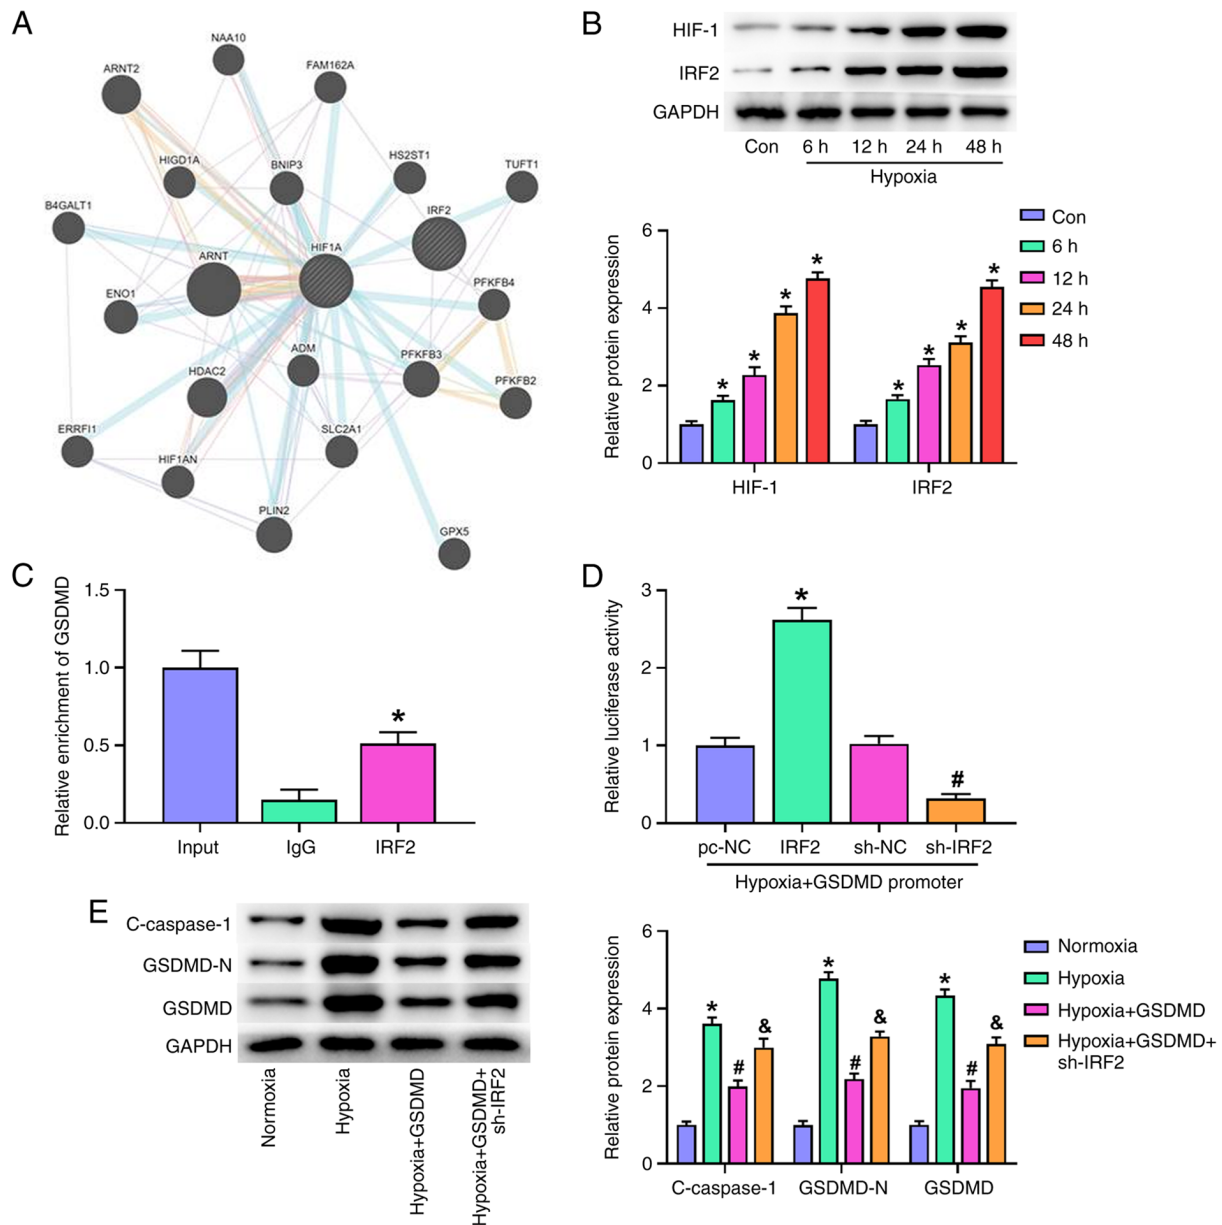 A
NAA10
ARNT2
FAM162A
HIGD1A
BNIP3
HS2ST1
TUFT1
B4GALT1
IRF2
HIF1A
ARNT
PFKFB4
ENO1
ADM
PFKFB3
HDAC2
PFKFB2
ERRFI1
SLC2A1
HIF1AN
PLIN2
GPX5
B
HIF-1
IRF2
GAPDH
Con 6 h 12 h 24 h 48 h
Hypoxia
Relative protein expression
6
4
2
0
* * * *
* * * *
HIF-1 IRF2
Con
6 h
12 h
24 h
48 h
C
Relative enrichment of GSDMD
1.5
1.0
0.5
0.0
*
Input IgG IRF2
D
Relative luciferase activity
3
2
1
0
*
#
pc-NC IRF2 sh-NC sh-IRF2
Hypoxia+GSDMD promoter
E
C-caspase-1
GSDMD-N
GSDMD
GAPDH
Normoxia
Hypoxia
Hypoxia+GSDMD
Hypoxia+GSDMD+
sh-IRF2
Relative protein expression
6
4
2
0
* # &
* # &
* # &
C-caspase-1 GSDMD-N GSDMD
Normoxia
Hypoxia
Hypoxia+GSDMD
Hypoxia+GSDMD+
sh-IRF2